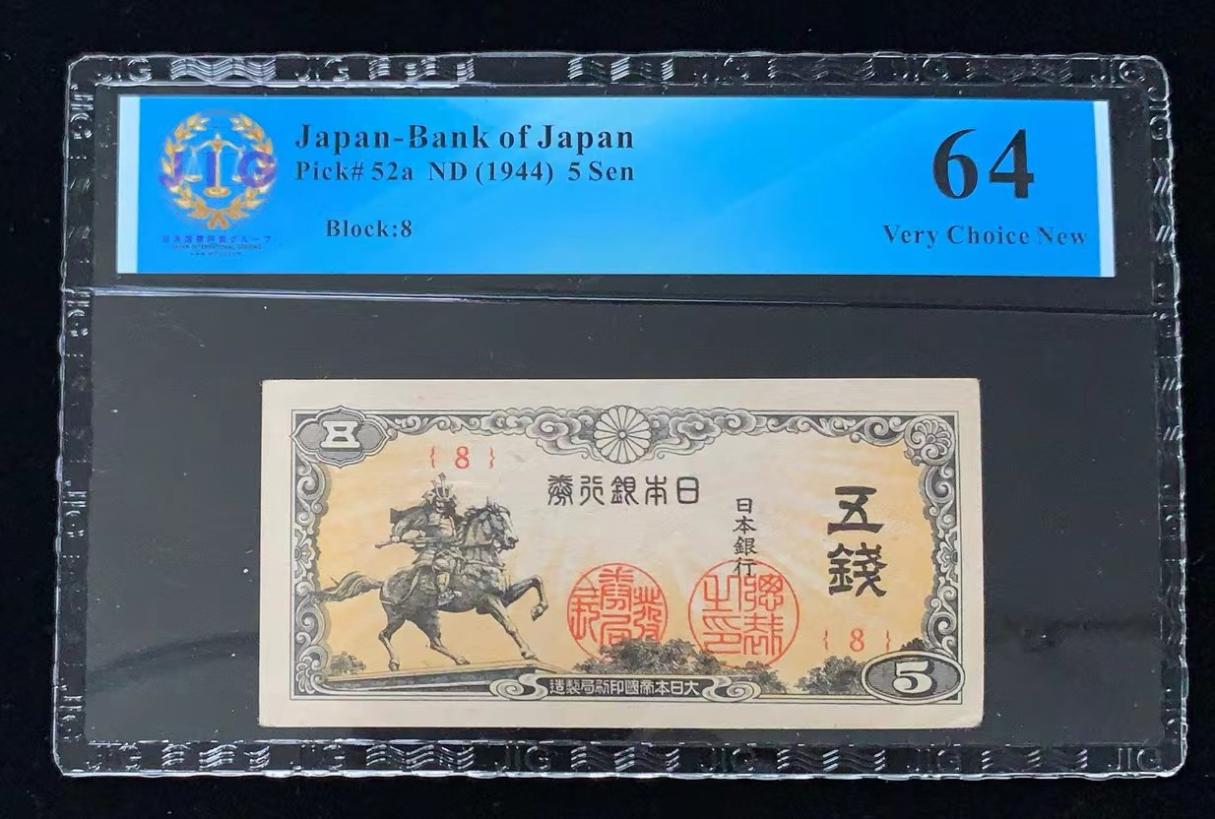 JIG
Japan-Bank of Japan
Pick# 52a ND (1944) 5 Sen
Block:8
64
Very Choice New
五
{ 8 }
日本銀行券
日本銀行
五錢
{ 8 }
5
大日本帝國印刷局製造